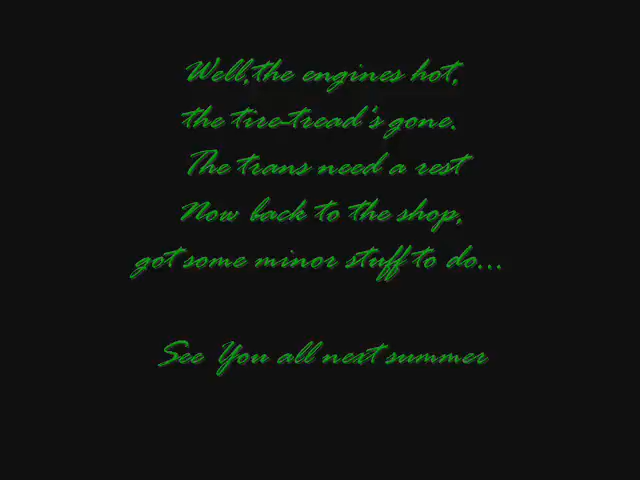 Well,the engines hot,
the tire-tread's gone.
The trans need a rest
Now back to the shop,
got some minor stuff to do...
See You all next summer